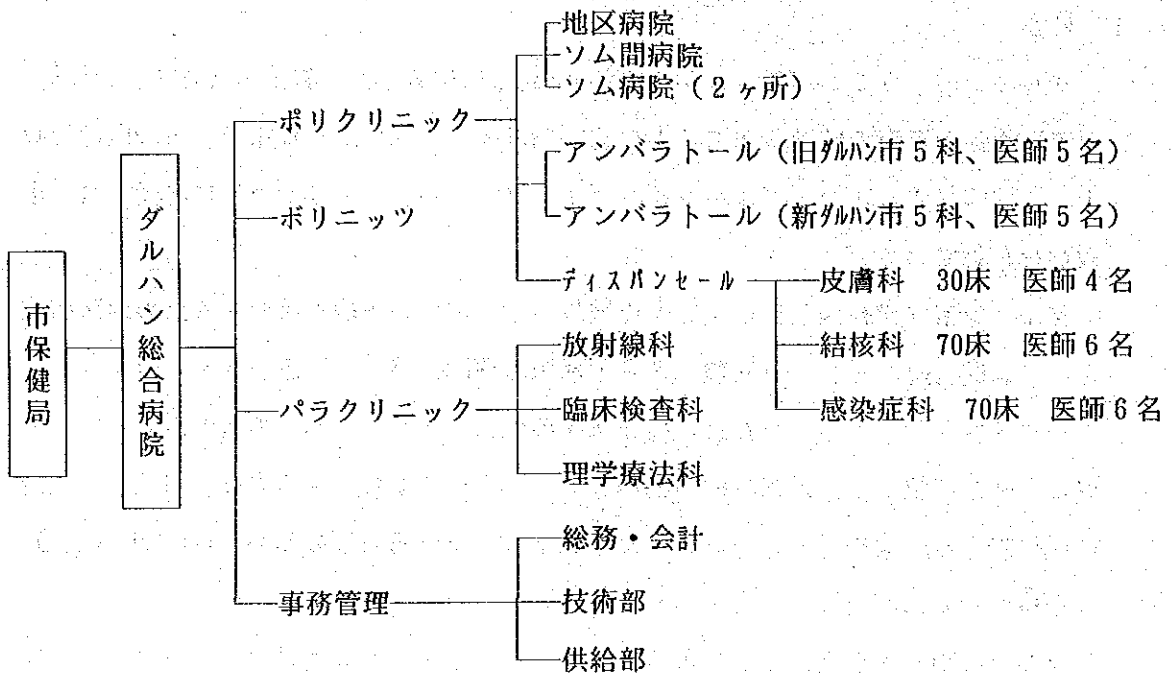 地区病院
ソム間病院
ソム病院（２ヶ所）
ポリクリニック
アンバラトール（旧ダルハン市５科、医師５名）
ボリニッツ
アンバラトール（新ダルハン市５科、医師５名）
ディスパンセール
皮膚科　30床　医師４名
市保健局
ダルハン総合病院
放射線科
結核科　70床　医師６名
パラクリニック
臨床検査科
感染症科　70床　医師６名
理学療法科
総務・会計
事務管理
技術部
供給部